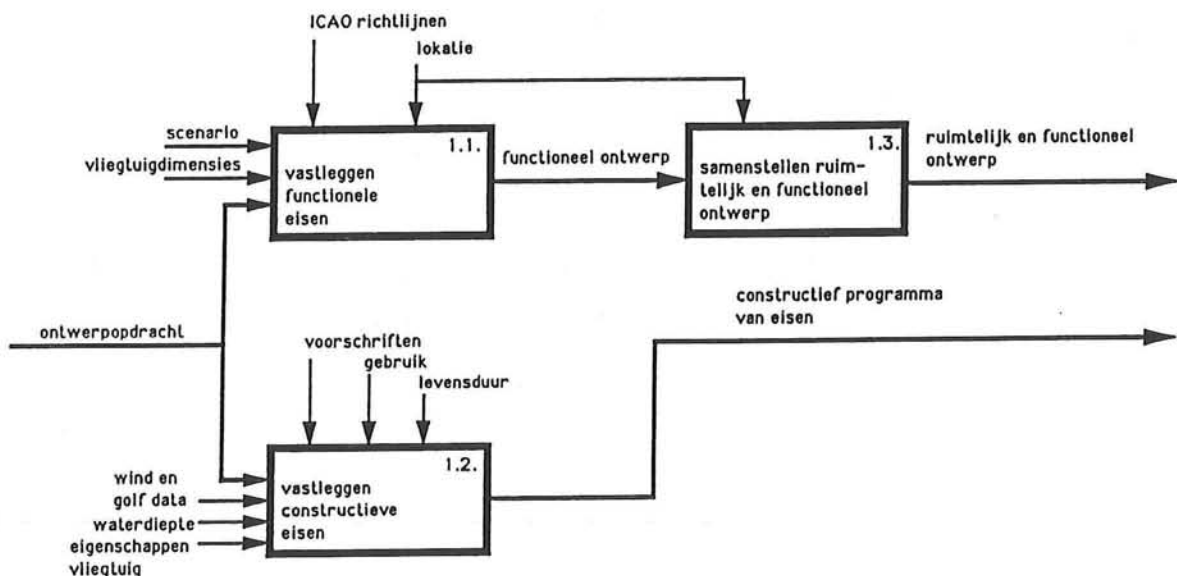 ICAO richtlijnen
lokatie
scenario
vliegtuigdimensies
1.1.
vastleggen
functionele
eisen
functioneel ontwerp
1.3.
samenstellen ruim-
telijk en functioneel
ontwerp
ruimtelijk en functioneel
ontwerp
ontwerpopdracht
constructief programma
van eisen
voorschriften
gebruik
levensduur
1.2.
vastleggen
constructieve
eisen
wind en
golf data
waterdiepte
eigenschappen
vliegtuig